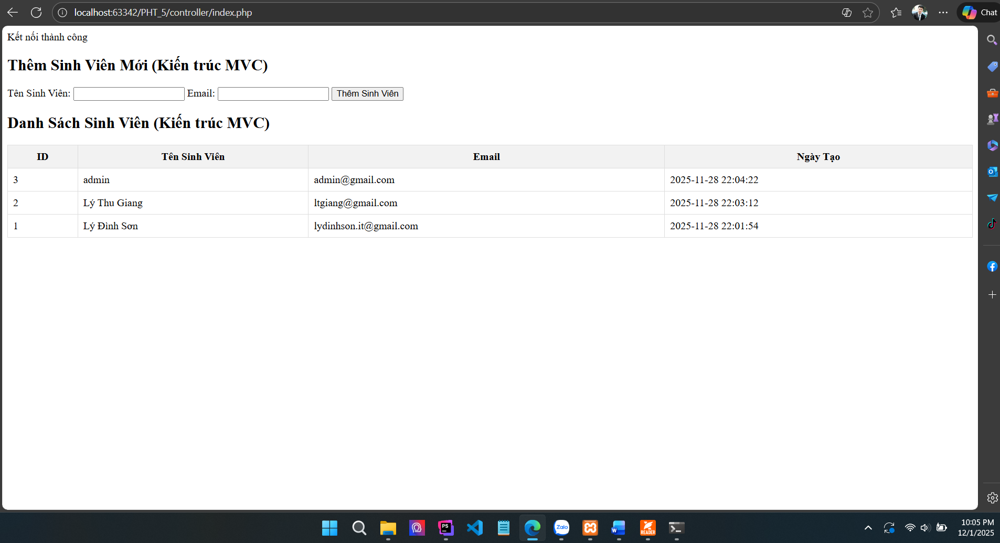 localhost:63342/PHT_5/controller/index.php
Chat
Kết nối thành công
Thêm Sinh Viên Mới (Kiến trúc MVC)
Tên Sinh Viên: Email: Thêm Sinh Viên
Danh Sách Sinh Viên (Kiến trúc MVC)
ID Tên Sinh Viên Email Ngày Tạo
3 admin admin@gmail.com 2025-11-28 22:04:22
2 Lý Thu Giang ltgiang@gmail.com 2025-11-28 22:03:12
1 Lý Đình Sơn lydinhson.it@gmail.com 2025-11-28 22:01:54
PS
Zalo
W
READER
10:05 PM
12/1/2025